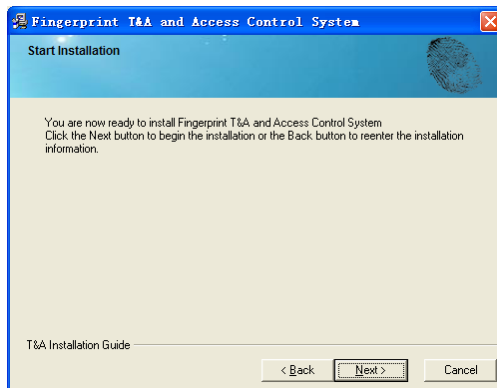 Fingerprint T&A and Access Control System
Start Installation
You are now ready to install Fingerprint T&A and Access Control System
Click the Next button to begin the installation or the Back button to reenter the installation
information.
T&A Installation Guide
< Back Next > Cancel